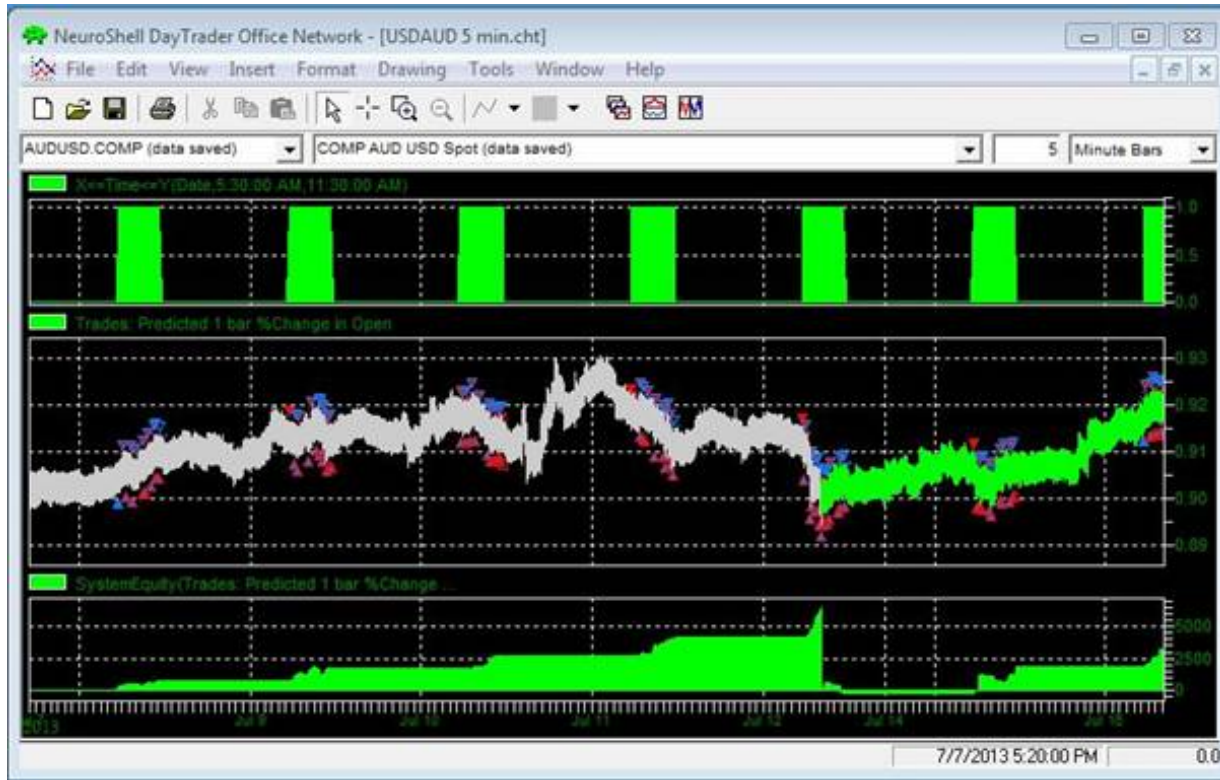 NeuroShell DayTrader Office Network - [USDAUD 5 min.cht]
File Edit View Insert Format Drawing Tools Window Help
AUDUSD.COMP (data saved) COMP AUD USD Spot (data saved) 5 Minute Bars
X<=Time<=Y(Date,5:30:00 AM,11:30:00 AM)
1.0
0.5
0.0
Trades: Predicted 1 bar %Change in Open
0.93
0.92
0.91
0.90
0.89
SystemEquity(Trades: Predicted 1 bar %Change ...
5000
2500
0
2013 Jul 9 Jul 10 Jul 11 Jul 12 Jul 14
7/7/2013 5:20:00 PM 0.0